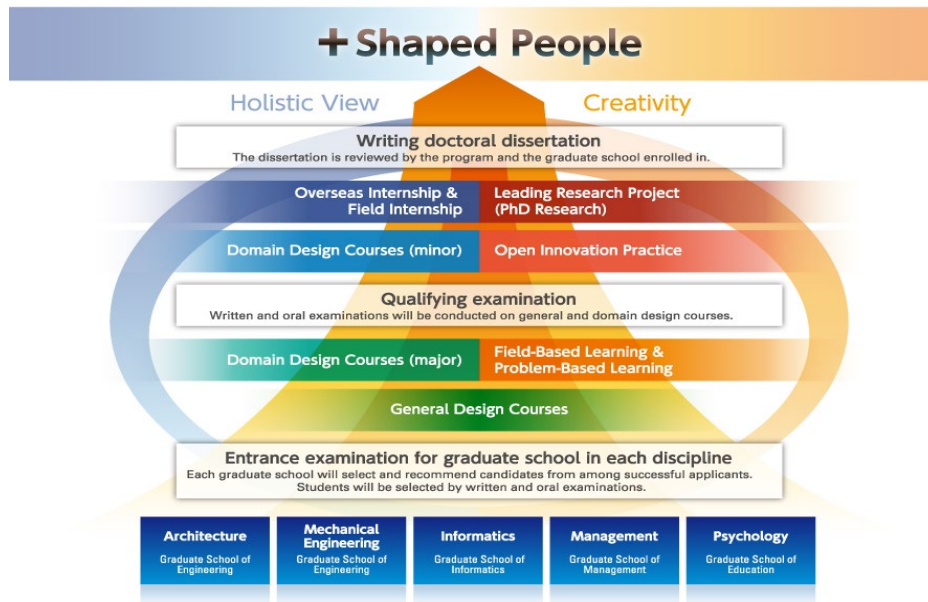 + Shaped People
Holistic View
Creativity
Writing doctoral dissertation
The dissertation is reviewed by the program and the graduate school enrolled in.
Overseas Internship &
Field Internship
Leading Research Project
(PhD Research)
Domain Design Courses (minor)
Open Innovation Practice
Qualifying examination
Written and oral examinations will be conducted on general and domain design courses.
Domain Design Courses (major)
Field-Based Learning &
Problem-Based Learning
General Design Courses
Entrance examination for graduate school in each discipline
Each graduate school will select and recommend candidates from among successful applicants.
Students will be selected by written and oral examinations.
Architecture
Graduate School of
Engineering
Mechanical
Engineering
Graduate School of
Engineering
Informatics
Graduate School of
Informatics
Management
Graduate School of
Management
Psychology
Graduate School of
Education